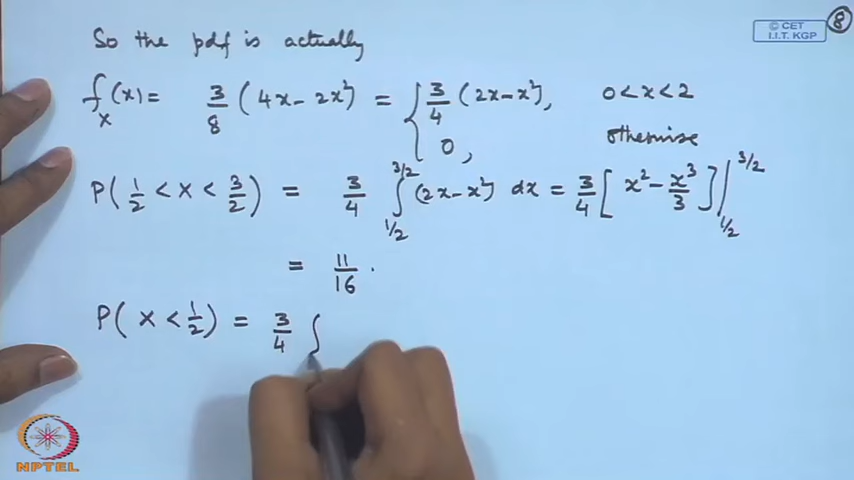 8
© CET
I.I.T. KGP
So the pdf is actually
f_X(x) = 3/8 (4x - 2x²) = { 3/4 (2x - x²), 0 < x < 2
0, otherwise
P(1/2 < X < 3/2) = 3/4 ∫_{1/2}^{3/2} (2x - x²) dx = 3/4 [x² - x³/3] |_{1/2}^{3/2}
= 11/16 .
P(X < 1/2) = 3/4 ∫
NPTEL